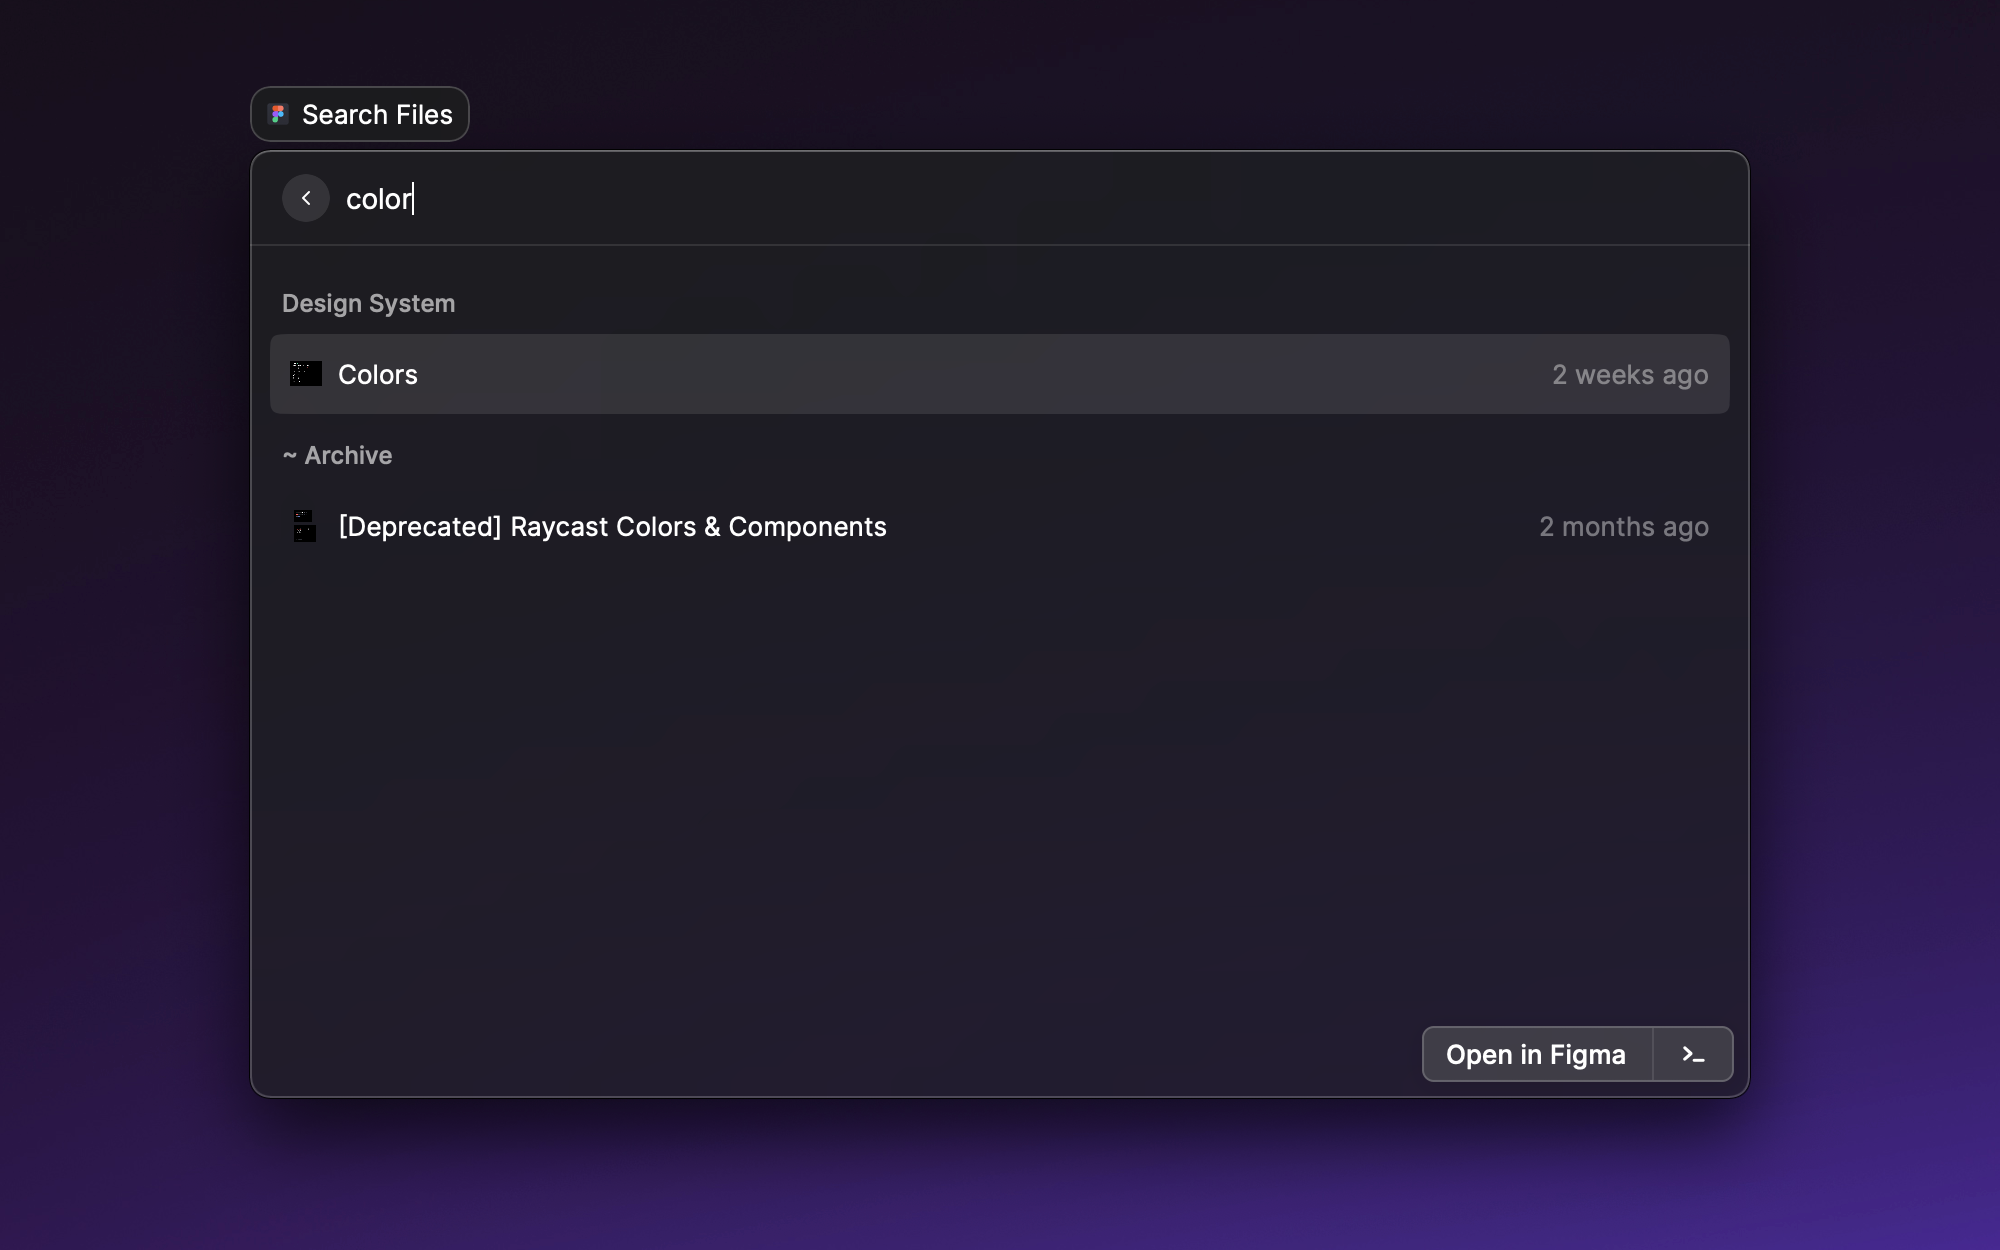 Search Files
color
Design System
Colors 2 weeks ago
~ Archive
[Deprecated] Raycast Colors & Components 2 months ago
Open in Figma >_